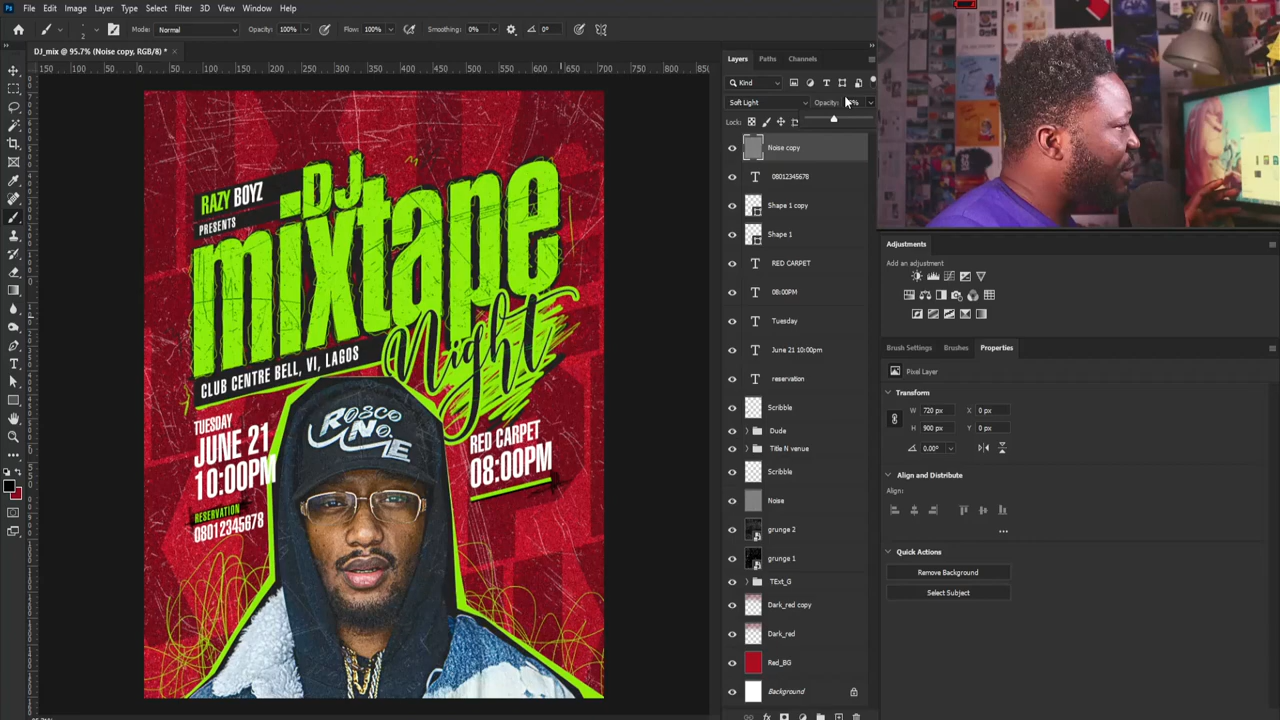 Ps File Edit Image Layer Type Select Filter 3D View Window Help
Mode: Normal Opacity: 100% Flow: 100% Smoothing: 0% 0°
DJ_mix @ 95.7% (Noise copy, RGB/8) *
RAZY BOYZ
PRESENTS
DJ
mixtape
Night
CLUB CENTRE BELL, VI, LAGOS
TUESDAY
JUNE 21
10:00PM
RESERVATION
08012345678
ROSCO
RED CARPET
08:00PM
Layers Paths Channels
Kind
Soft Light Opacity:
Lock:
Noise copy
08012345678
Shape 1 copy
Shape 1
RED CARPET
08:00PM
Tuesday
June 21 10:00pm
reservation
Scribble
Dude
Title N venue
Scribble
Noise
grunge 2
grunge 1
TExt_G
Dark_red copy
Dark_red
Red_BG
Background
Adjustments
Add an adjustment
Brush Settings Brushes Properties
Pixel Layer
Transform
W 720 px X 0 px
H 900 px Y 0 px
0.00°
Align and Distribute
Align:
Quick Actions
Remove Background
Select Subject